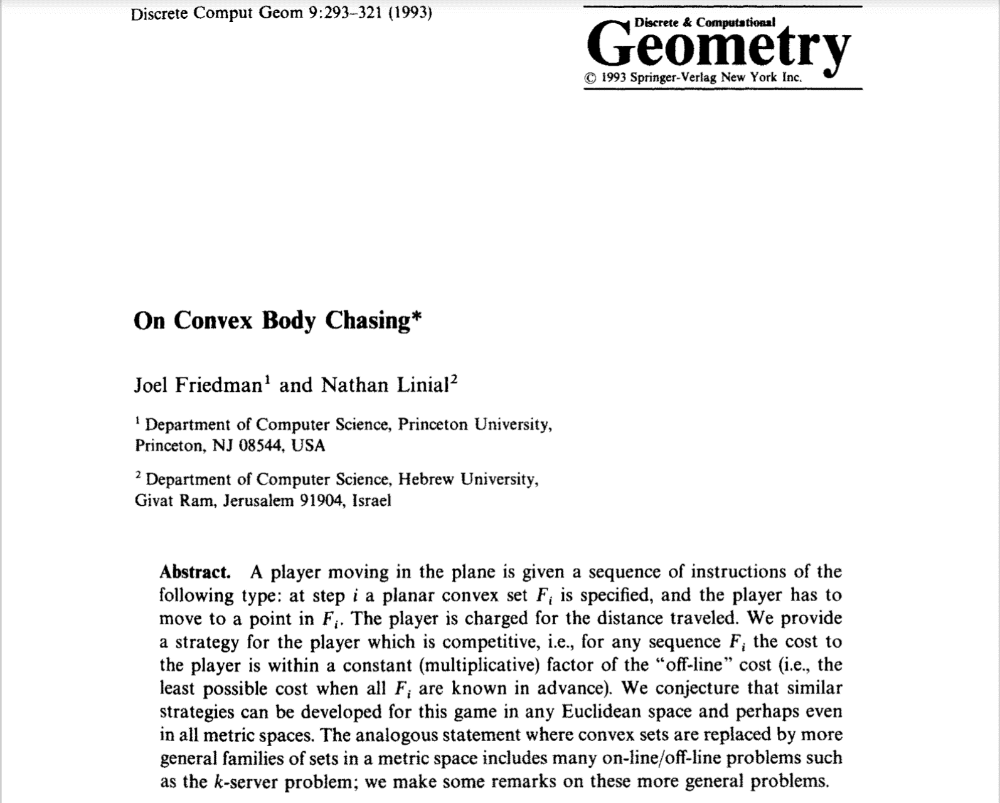 Discrete Comput Geom 9:293–321 (1993)
Discrete & Computational
Geometry
© 1993 Springer-Verlag New York Inc.
On Convex Body Chasing*
Joel Friedman¹ and Nathan Linial²
¹ Department of Computer Science, Princeton University,
Princeton, NJ 08544, USA
² Department of Computer Science, Hebrew University,
Givat Ram, Jerusalem 91904, Israel
Abstract. A player moving in the plane is given a sequence of instructions of the
following type: at step i a planar convex set Fᵢ is specified, and the player has to
move to a point in Fᵢ. The player is charged for the distance traveled. We provide
a strategy for the player which is competitive, i.e., for any sequence Fᵢ the cost to
the player is within a constant (multiplicative) factor of the “off-line” cost (i.e., the
least possible cost when all Fᵢ are known in advance). We conjecture that similar
strategies can be developed for this game in any Euclidean space and perhaps even
in all metric spaces. The analogous statement where convex sets are replaced by more
general families of sets in a metric space includes many on-line/off-line problems such
as the k-server problem; we make some remarks on these more general problems.